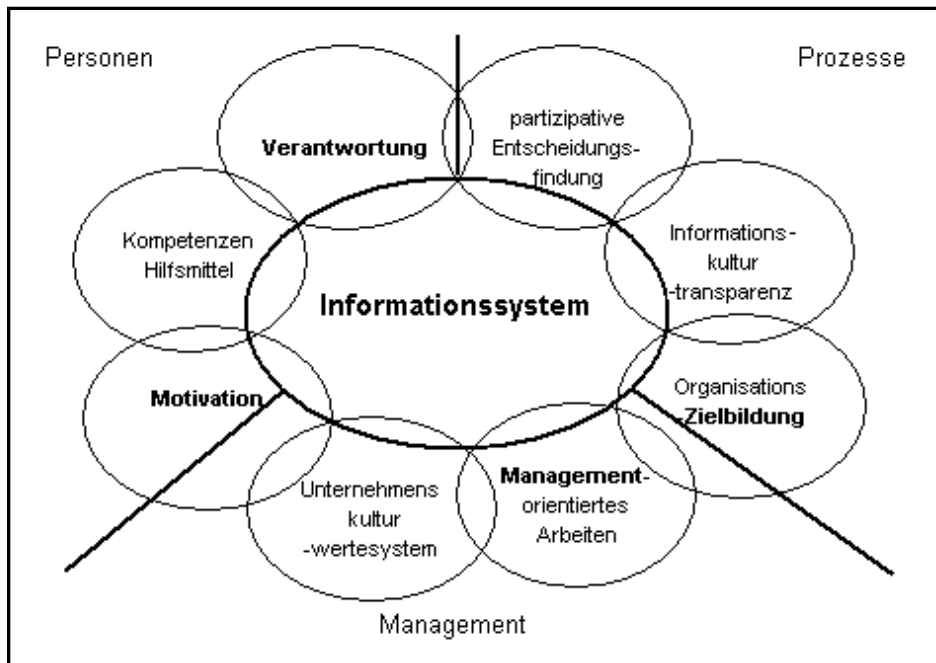 Personen
Prozesse
Verantwortung
partizipative
Entscheidungs-
findung
Kompetenzen
Hilfsmittel
Informations-
kultur
-transparenz
Informationssystem
Motivation
Organisations
-Zielbildung
Unternehmens
kultur
-wertesystem
Management-
orientiertes
Arbeiten
Management